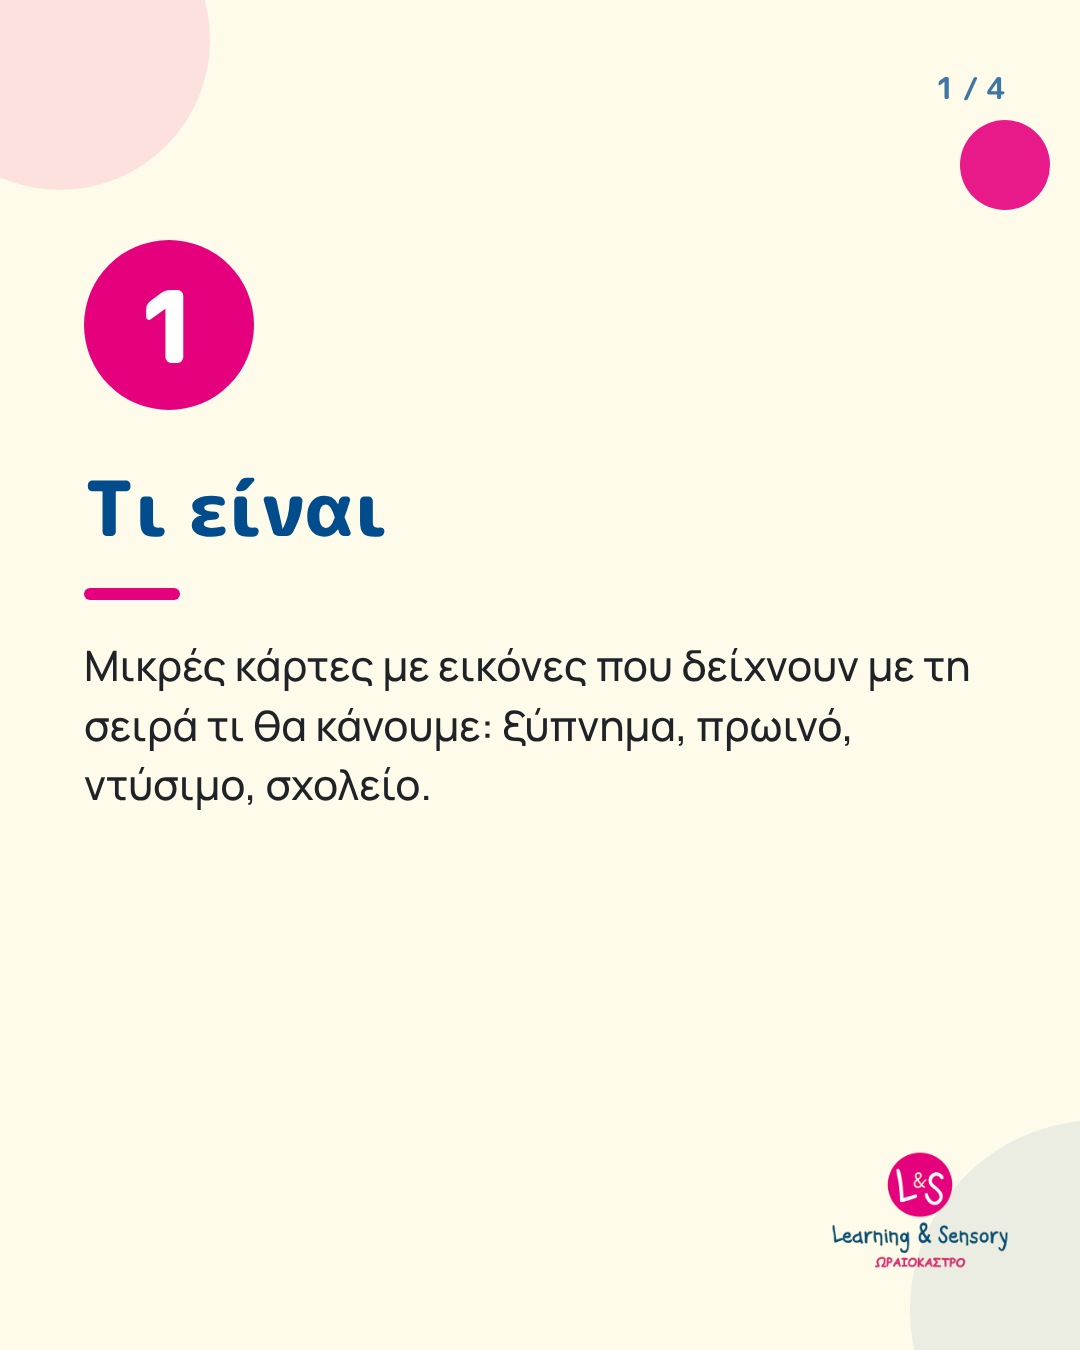 1 / 4
1
Τι είναι
Μικρές κάρτες με εικόνες που δείχνουν με τη
σειρά τι θα κάνουμε: ξύπνημα, πρωινό,
ντύσιμο, σχολείο.
L&S
Learning & Sensory
ΩΡΑΙΟΚΑΣΤΡΟ